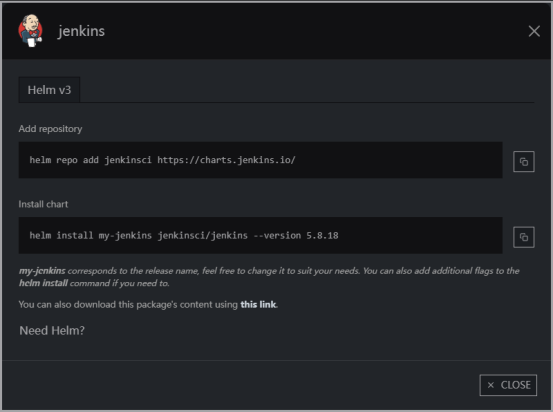 jenkins
Helm v3
Add repository
helm repo add jenkinsci https://charts.jenkins.io/
Install chart
helm install my-jenkins jenkinsci/jenkins --version 5.8.18
my-jenkins corresponds to the release name, feel free to change it to suit your needs. You can also add additional flags to the
helm install command if you need to.
You can also download this package's content using this link.
Need Helm?
× CLOSE